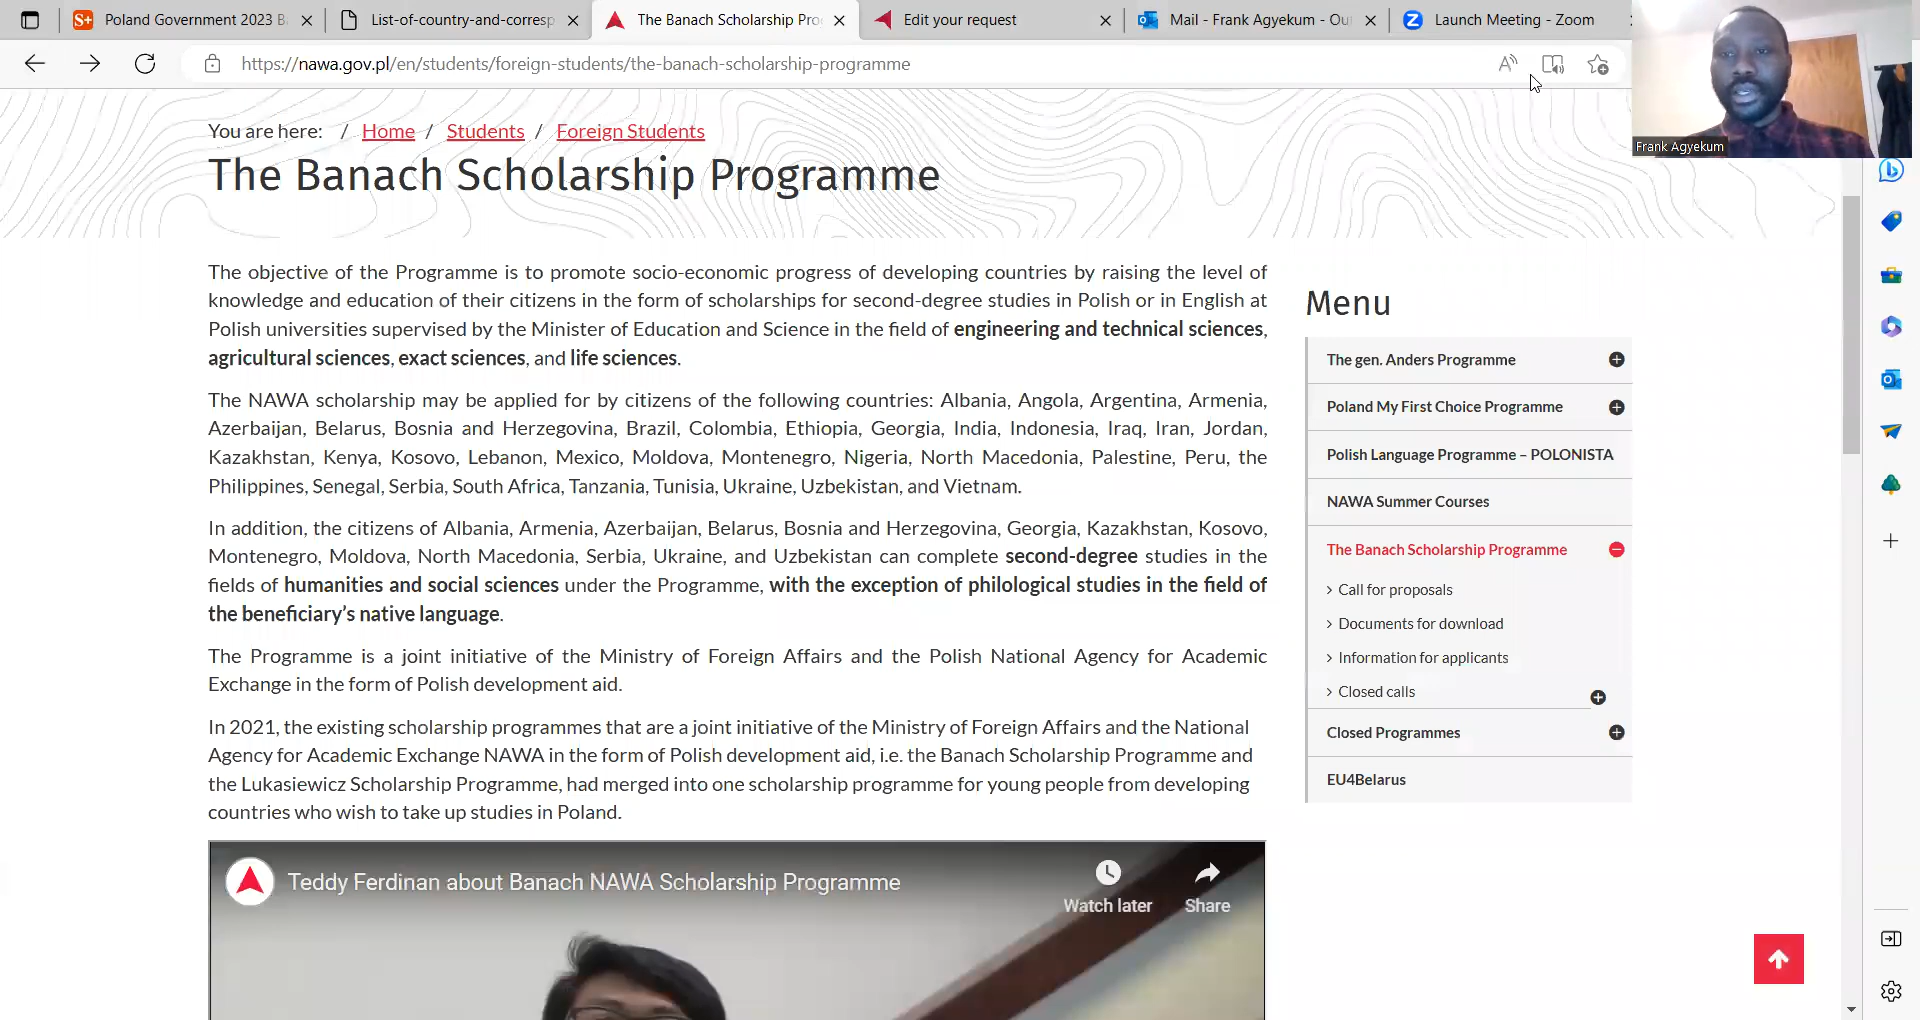 Poland Government 2023 B
List-of-country-and-corresp
The Banach Scholarship Pro
Edit your request
Mail - Frank Agyekum - Ou
Launch Meeting - Zoom
https://nawa.gov.pl/en/students/foreign-students/the-banach-scholarship-programme
Frank Agyekum
You are here: / Home / Students / Foreign Students
The Banach Scholarship Programme
The objective of the Programme is to promote socio-economic progress of developing countries by raising the level of
knowledge and education of their citizens in the form of scholarships for second-degree studies in Polish or in English at
Polish universities supervised by the Minister of Education and Science in the field of engineering and technical sciences,
agricultural sciences, exact sciences, and life sciences.
The NAWA scholarship may be applied for by citizens of the following countries: Albania, Angola, Argentina, Armenia,
Azerbaijan, Belarus, Bosnia and Herzegovina, Brazil, Colombia, Ethiopia, Georgia, India, Indonesia, Iraq, Iran, Jordan,
Kazakhstan, Kenya, Kosovo, Lebanon, Mexico, Moldova, Montenegro, Nigeria, North Macedonia, Palestine, Peru, the
Philippines, Senegal, Serbia, South Africa, Tanzania, Tunisia, Ukraine, Uzbekistan, and Vietnam.
In addition, the citizens of Albania, Armenia, Azerbaijan, Belarus, Bosnia and Herzegovina, Georgia, Kazakhstan, Kosovo,
Montenegro, Moldova, North Macedonia, Serbia, Ukraine, and Uzbekistan can complete second-degree studies in the
fields of humanities and social sciences under the Programme, with the exception of philological studies in the field of
the beneficiary's native language.
The Programme is a joint initiative of the Ministry of Foreign Affairs and the Polish National Agency for Academic
Exchange in the form of Polish development aid.
In 2021, the existing scholarship programmes that are a joint initiative of the Ministry of Foreign Affairs and the National
Agency for Academic Exchange NAWA in the form of Polish development aid, i.e. the Banach Scholarship Programme and
the Lukasiewicz Scholarship Programme, had merged into one scholarship programme for young people from developing
countries who wish to take up studies in Poland.
Teddy Ferdinan about Banach NAWA Scholarship Programme
Watch later
Share
Menu
The gen. Anders Programme
Poland My First Choice Programme
Polish Language Programme – POLONISTA
NAWA Summer Courses
The Banach Scholarship Programme
> Call for proposals
> Documents for download
> Information for applicants
> Closed calls
Closed Programmes
EU4Belarus